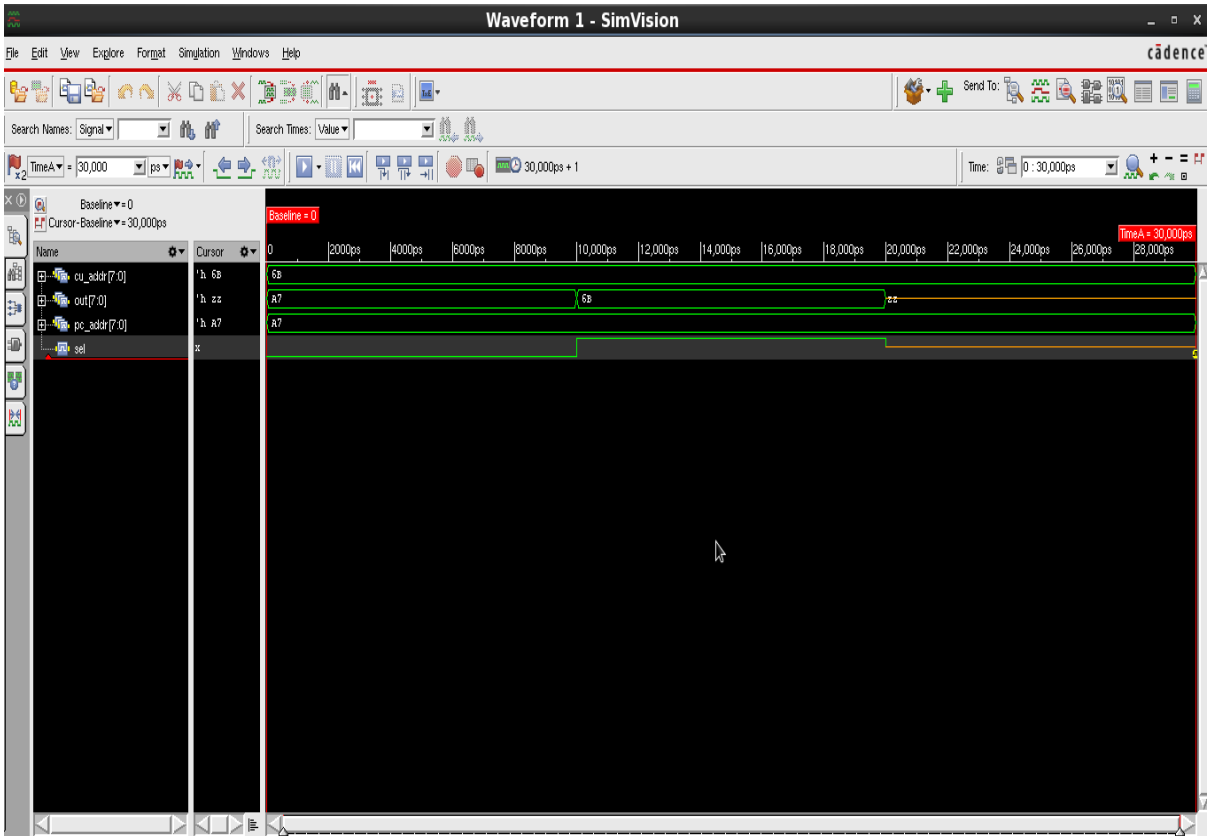 Waveform 1 - SimVision
File Edit View Explore Format Simulation Windows Help
cādence
Send To:
Search Names: Signal
Search Times: Value
x2 TimeA = 30,000 ps
30,000ps + 1
Time: 0 : 30,000ps
Baseline = 0
Cursor-Baseline = 30,000ps
Baseline = 0
TimeA = 30,000ps
Name Cursor 0 2000ps 4000ps 6000ps 8000ps 10,000ps 12,000ps 14,000ps 16,000ps 18,000ps 20,000ps 22,000ps 24,000ps 26,000ps 28,000ps
cu_addr[7:0] 'h 6B 6B
out[7:0] 'h zz A7 6B zz
pc_addr[7:0] 'h A7 A7
sel x